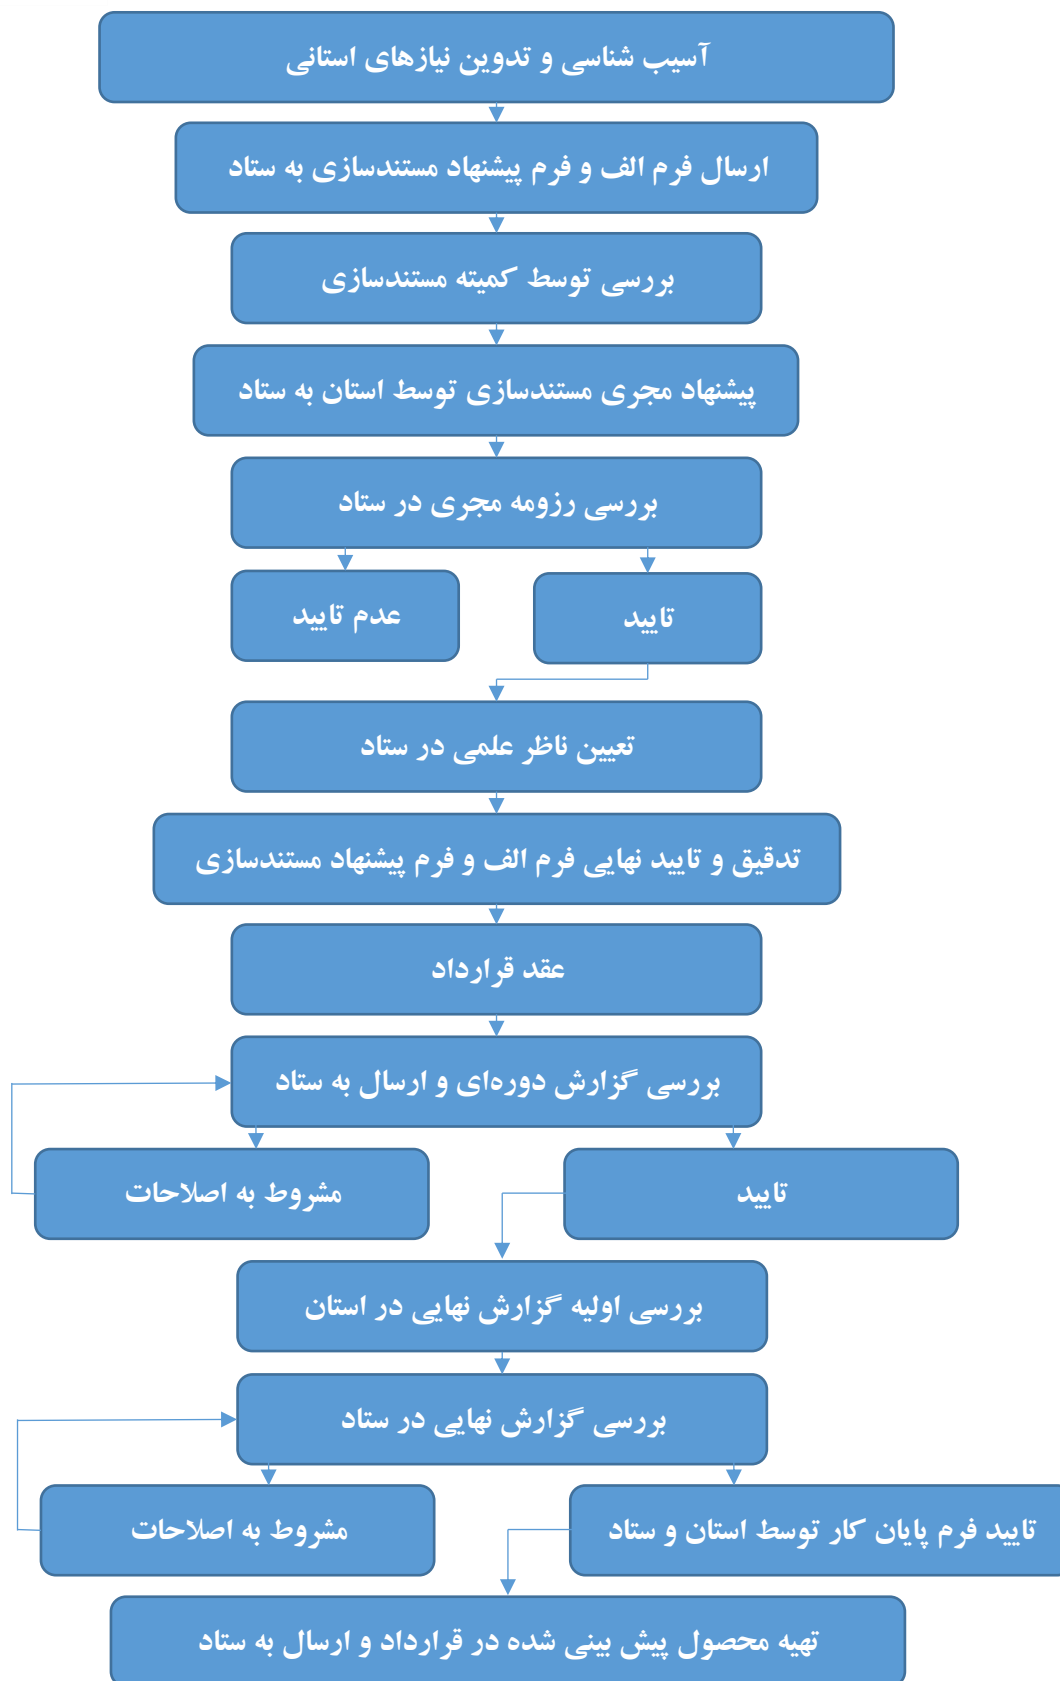 آسیب شناسی و تدوین نیازهای استانی
ارسال فرم الف و فرم پیشنهاد مستندسازی به ستاد
بررسی توسط کمیته مستندسازی
پیشنهاد مجری مستندسازی توسط استان به ستاد
بررسی رزومه مجری در ستاد
تایید
عدم تایید
تعیین ناظر علمی در ستاد
تدقیق و تایید نهایی فرم الف و فرم پیشنهاد مستندسازی
عقد قرارداد
بررسی گزارش دوره‌ای و ارسال به ستاد
تایید
مشروط به اصلاحات
بررسی اولیه گزارش نهایی در استان
بررسی گزارش نهایی در ستاد
تایید فرم پایان کار توسط استان و ستاد
مشروط به اصلاحات
تهیه محصول پیش بینی شده در قرارداد و ارسال به ستاد